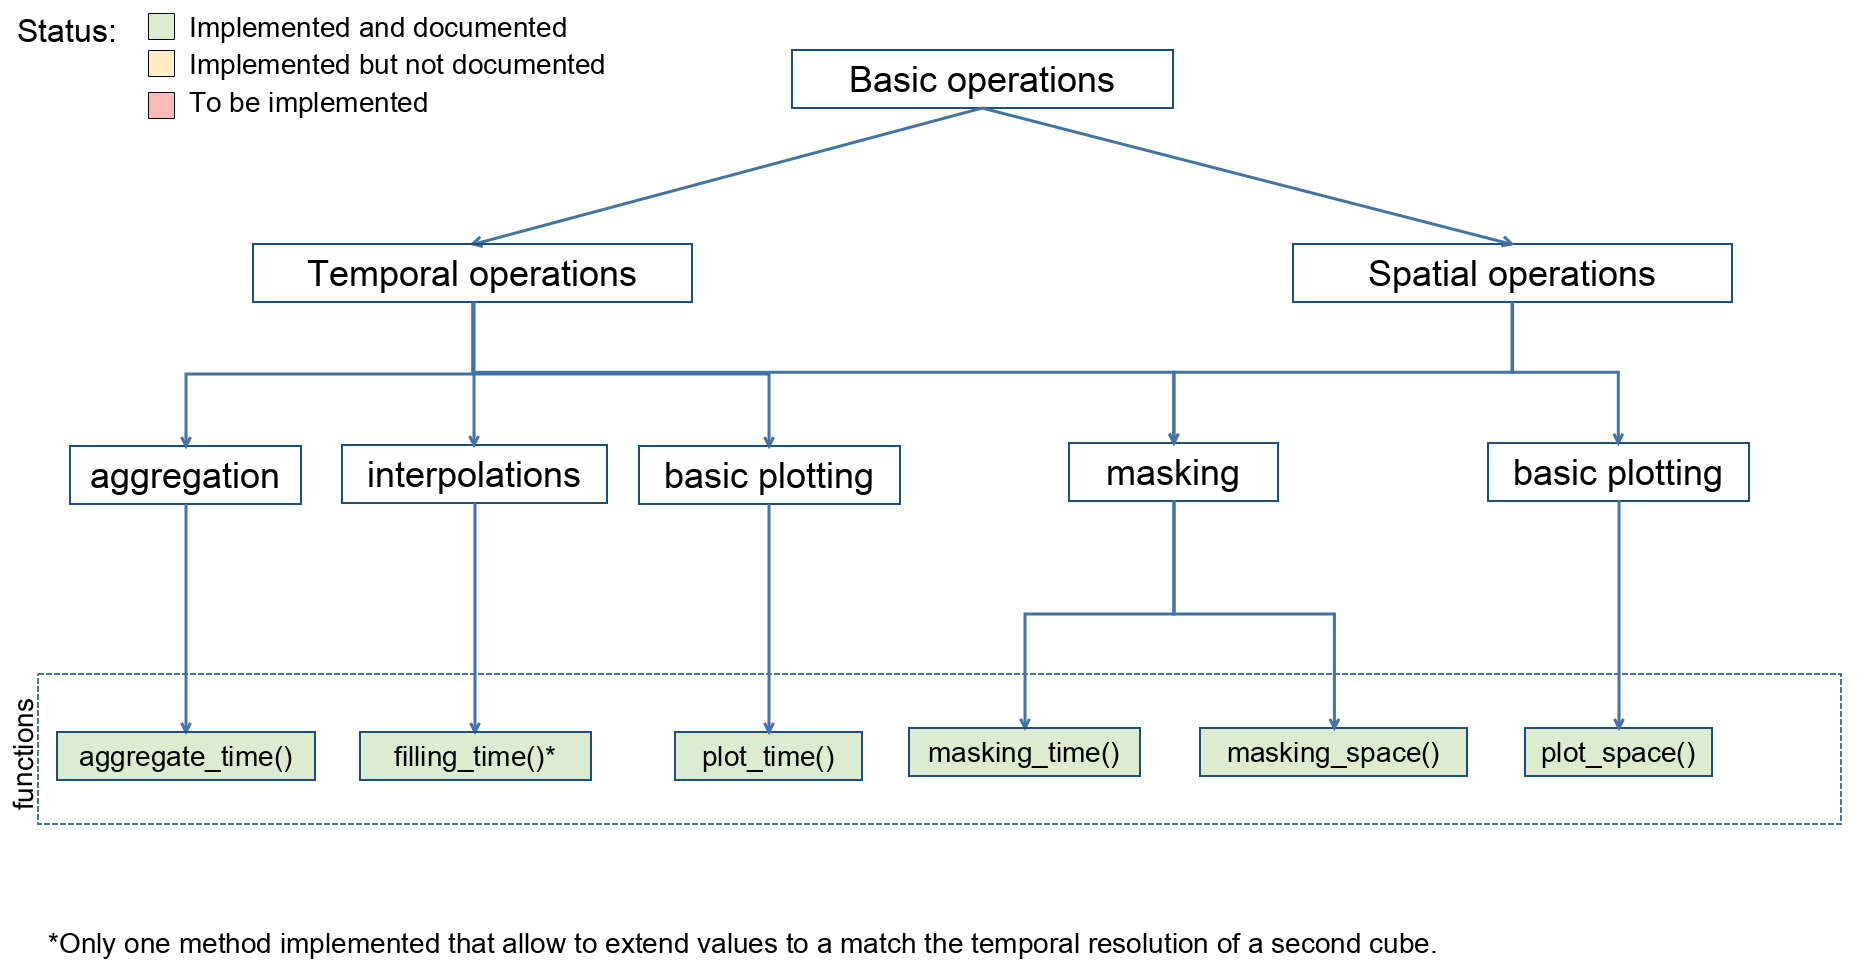 Status:
Implemented and documented
Implemented but not documented
To be implemented
Basic operations
Temporal operations
Spatial operations
aggregation
interpolations
basic plotting
masking
basic plotting
functions
aggregate_time()
filling_time()*
plot_time()
masking_time()
masking_space()
plot_space()
*Only one method implemented that allow to extend values to a match the temporal resolution of a second cube.